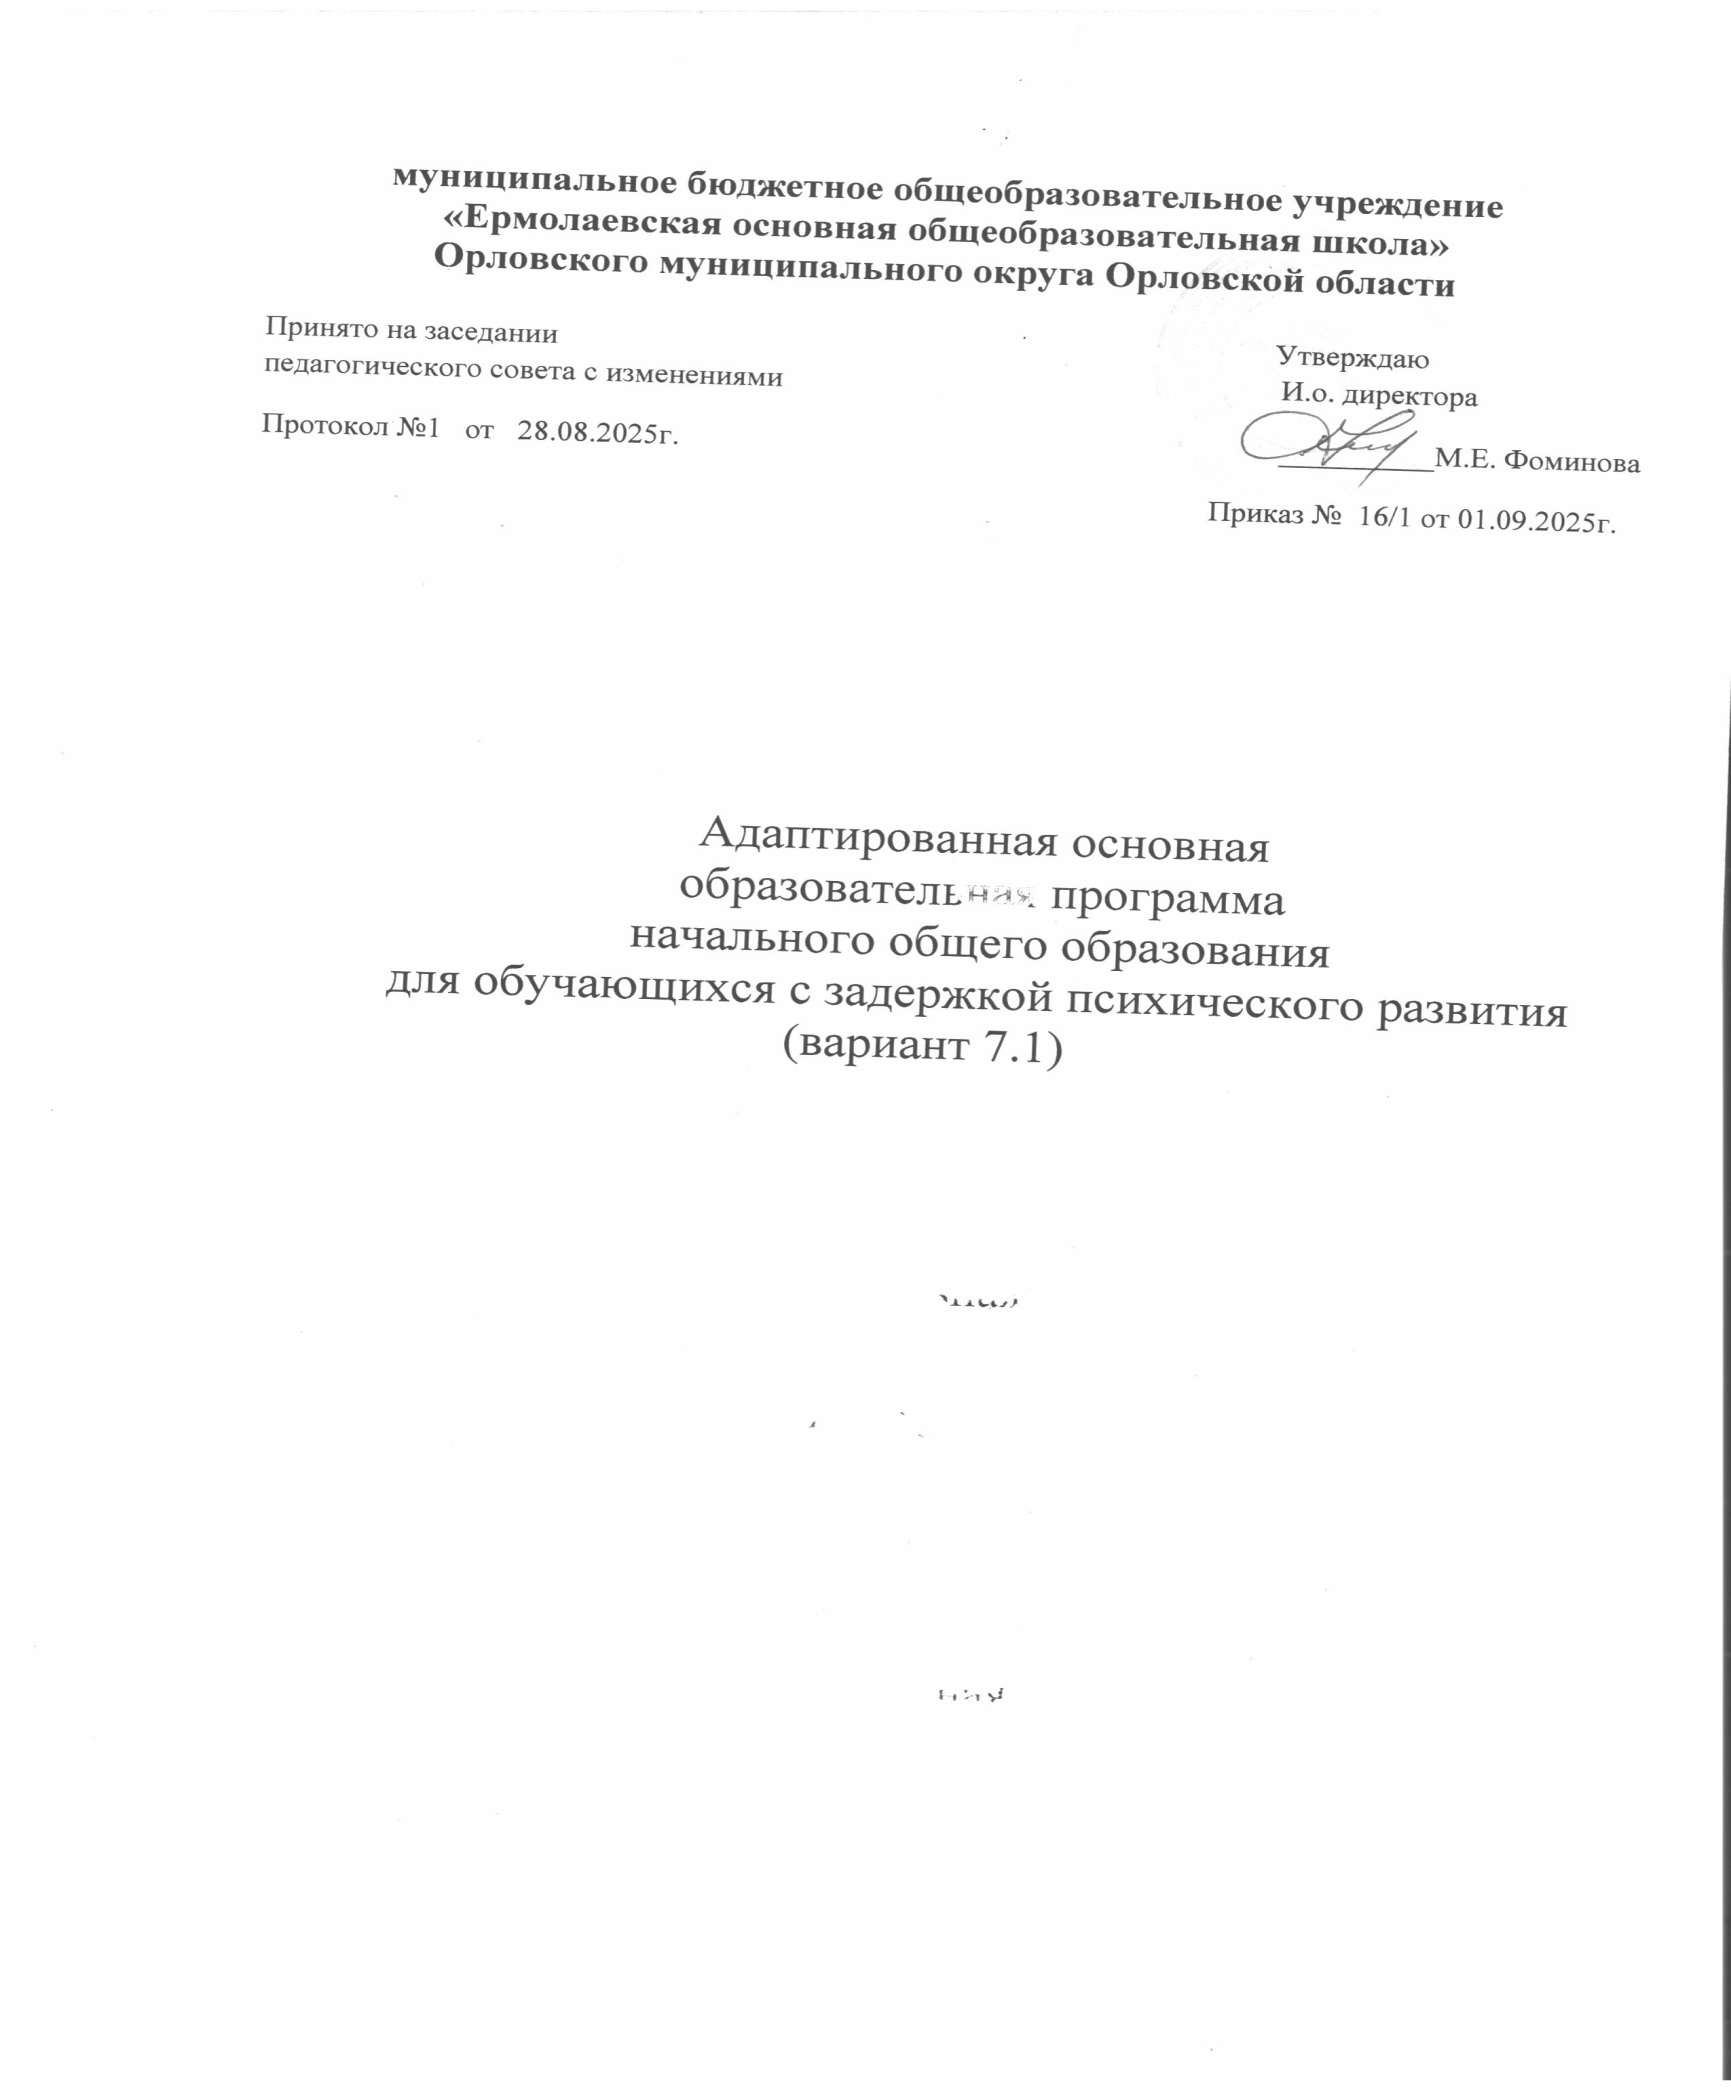 муниципальное бюджетное общеобразовательное учреждение
«Ермолаевская основная общеобразовательная школа»
Орловского муниципального округа Орловской области
Принято на заседании
педагогического совета с изменениями
Протокол №1 от 28.08.2025г.
Утверждаю
И.о. директора
___________М.Е. Фоминова
Приказ № 16/1 от 01.09.2025г.
Адаптированная основная
образовательная программа
начального общего образования
для обучающихся с задержкой психического развития
(вариант 7.1)